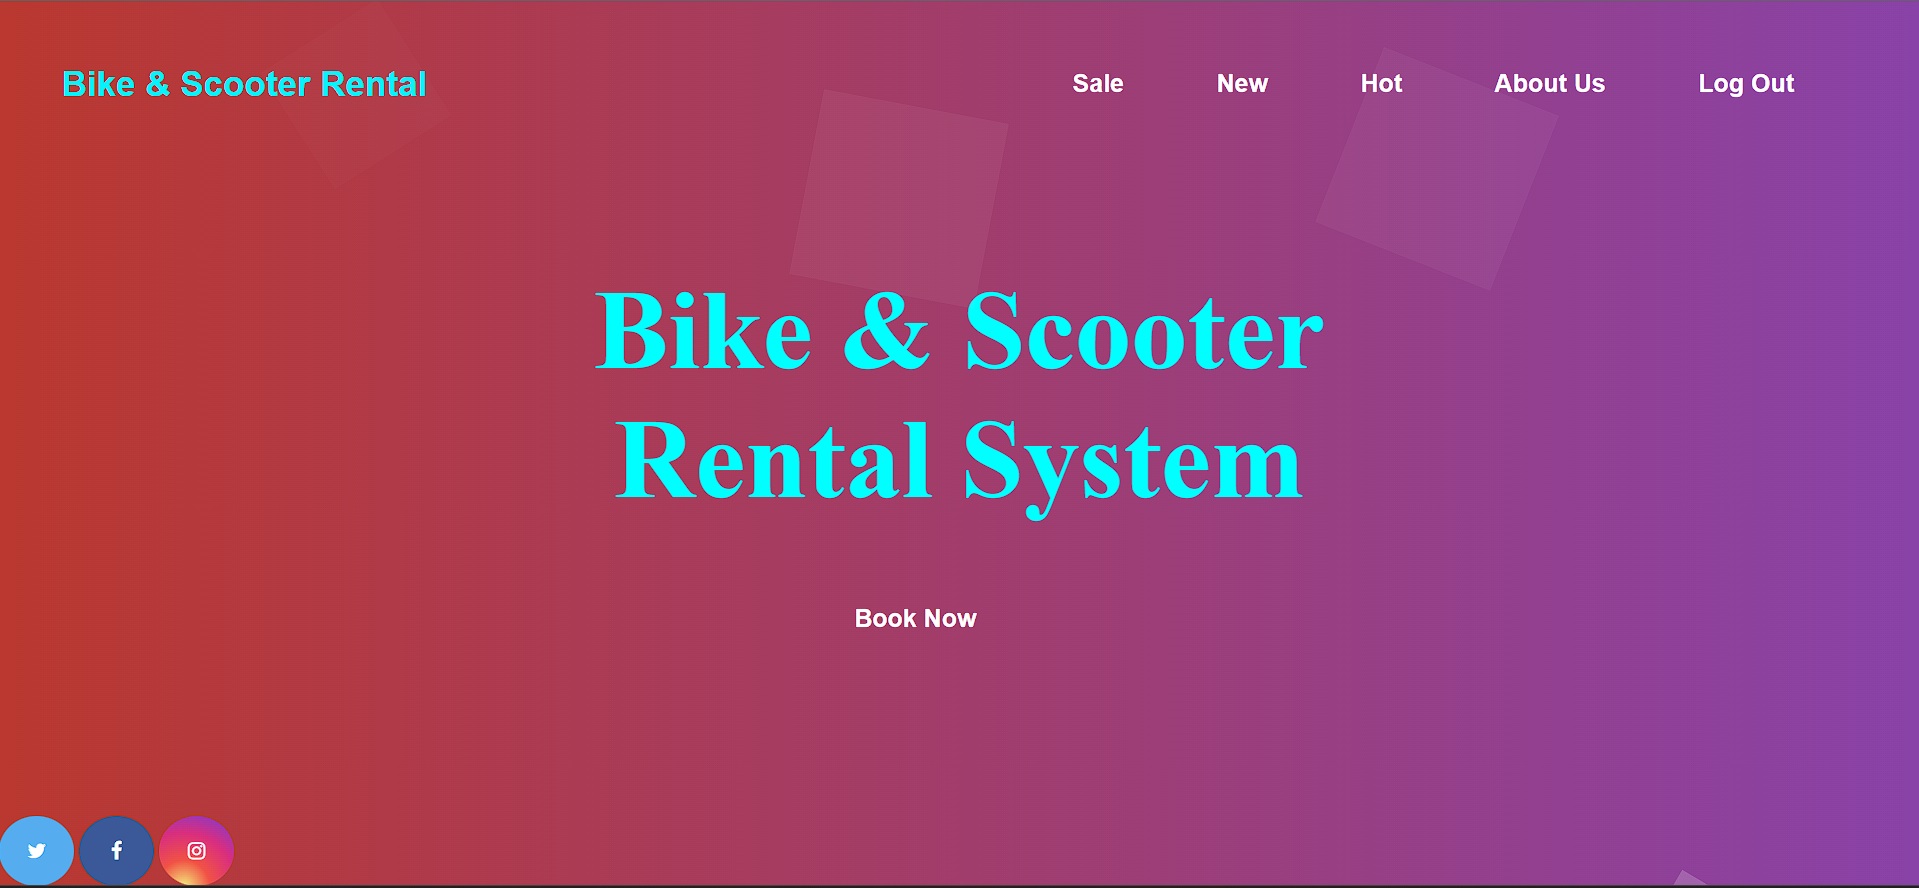 Bike & Scooter Rental
Sale
New
Hot
About Us
Log Out
Bike & Scooter
Rental System
Book Now